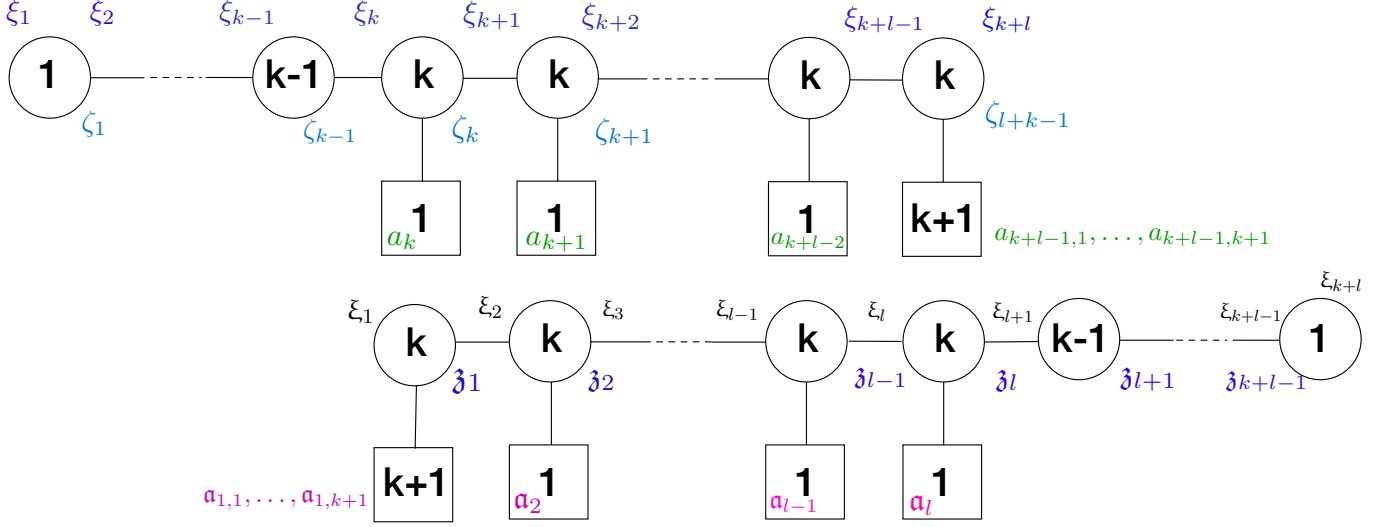 ξ₁ ξ₂ ξₖ₋₁ ξₖ ξₖ₊₁ ξₖ₊₂ ξₖ₊ₗ₋₁ ξₖ₊ₗ
1 k-1 k k k k
ζ₁ ζₖ₋₁ ζₖ ζₖ₊₁ ζₗ₊ₖ₋₁
1 1 1 k+1
aₖ aₖ₊₁ aₖ₊ₗ₋₂ aₖ₊ₗ₋₁,₁, . . . , aₖ₊ₗ₋₁,ₖ₊₁
ξ₁ ξ₂ ξ₃ ξₗ₋₁ ξₗ ξₗ₊₁ ξₖ₊ₗ₋₁ ξₖ₊ₗ
k k k k k-1 1
𝖟1 𝖟2 𝖟l−1 𝖟l 𝖟l+1 𝖟k+l−1
k+1 1 1 1
𝔞₁,₁, . . . , 𝔞₁,ₖ₊₁ 𝔞₂ 𝔞ₗ₋₁ 𝔞ₗ